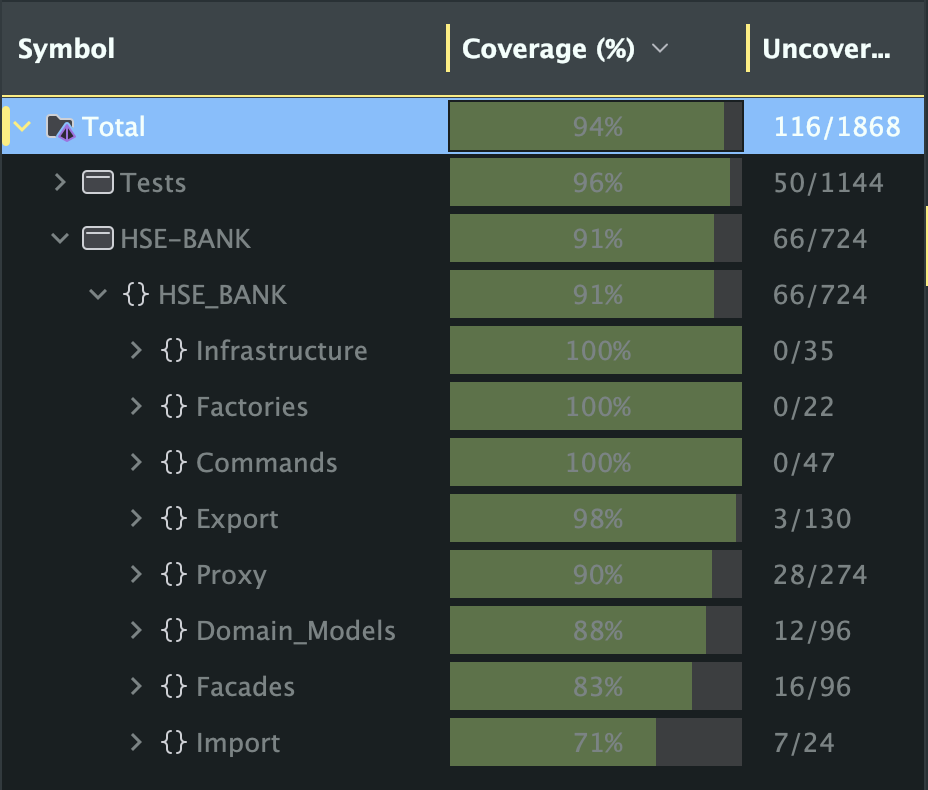 Symbol Coverage (%) Uncover...
Total 94% 116/1868
Tests 96% 50/1144
HSE-BANK 91% 66/724
{} HSE_BANK 91% 66/724
{} Infrastructure 100% 0/35
{} Factories 100% 0/22
{} Commands 100% 0/47
{} Export 98% 3/130
{} Proxy 90% 28/274
{} Domain_Models 88% 12/96
{} Facades 83% 16/96
{} Import 71% 7/24